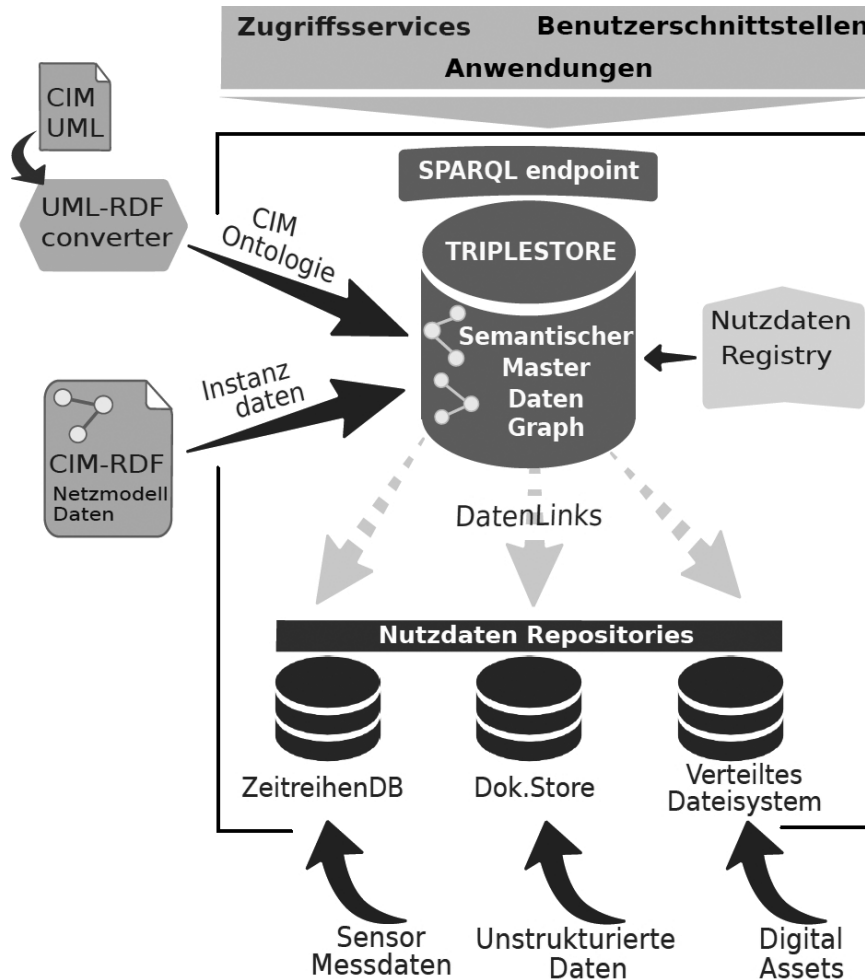 Zugriffsservices Benutzerschnittstellen
Anwendungen
CIM
UML
UML-RDF
converter
CIM
Ontologie
SPARQL endpoint
TRIPLESTORE
Semantischer
Master
Daten
Graph
Nutzdaten
Registry
Instanz
daten
CIM-RDF
Netzmodell
Daten
DatenLinks
Nutzdaten Repositories
ZeitreihenDB
Dok.Store
Verteiltes
Dateisystem
Sensor
Messdaten
Unstrukturierte
Daten
Digital
Assets